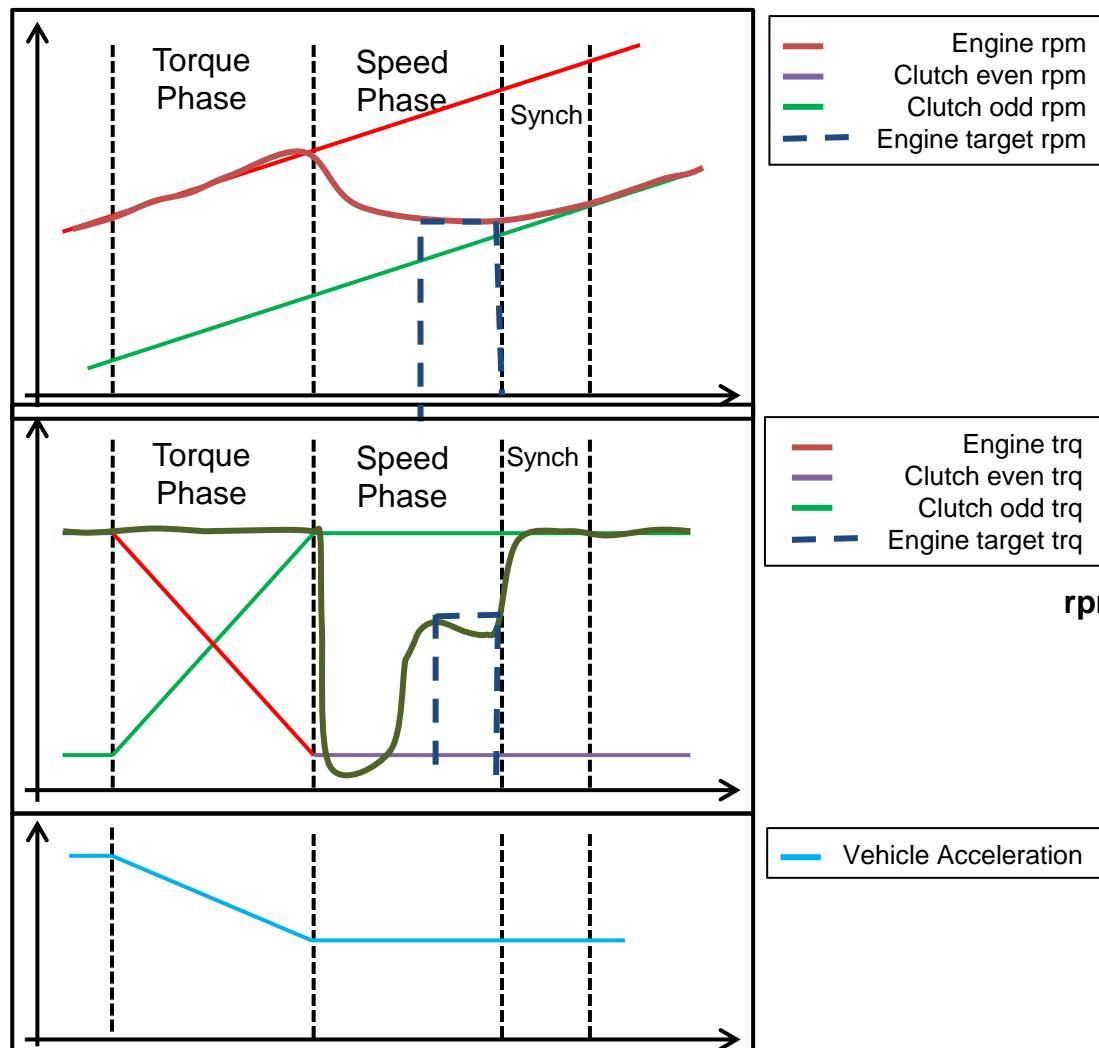 Torque
Phase
Speed
Phase
Synch
Engine rpm
Clutch even rpm
Clutch odd rpm
Engine target rpm
Torque
Phase
Speed
Phase
Synch
Engine trq
Clutch even trq
Clutch odd trq
Engine target trq
Vehicle Acceleration